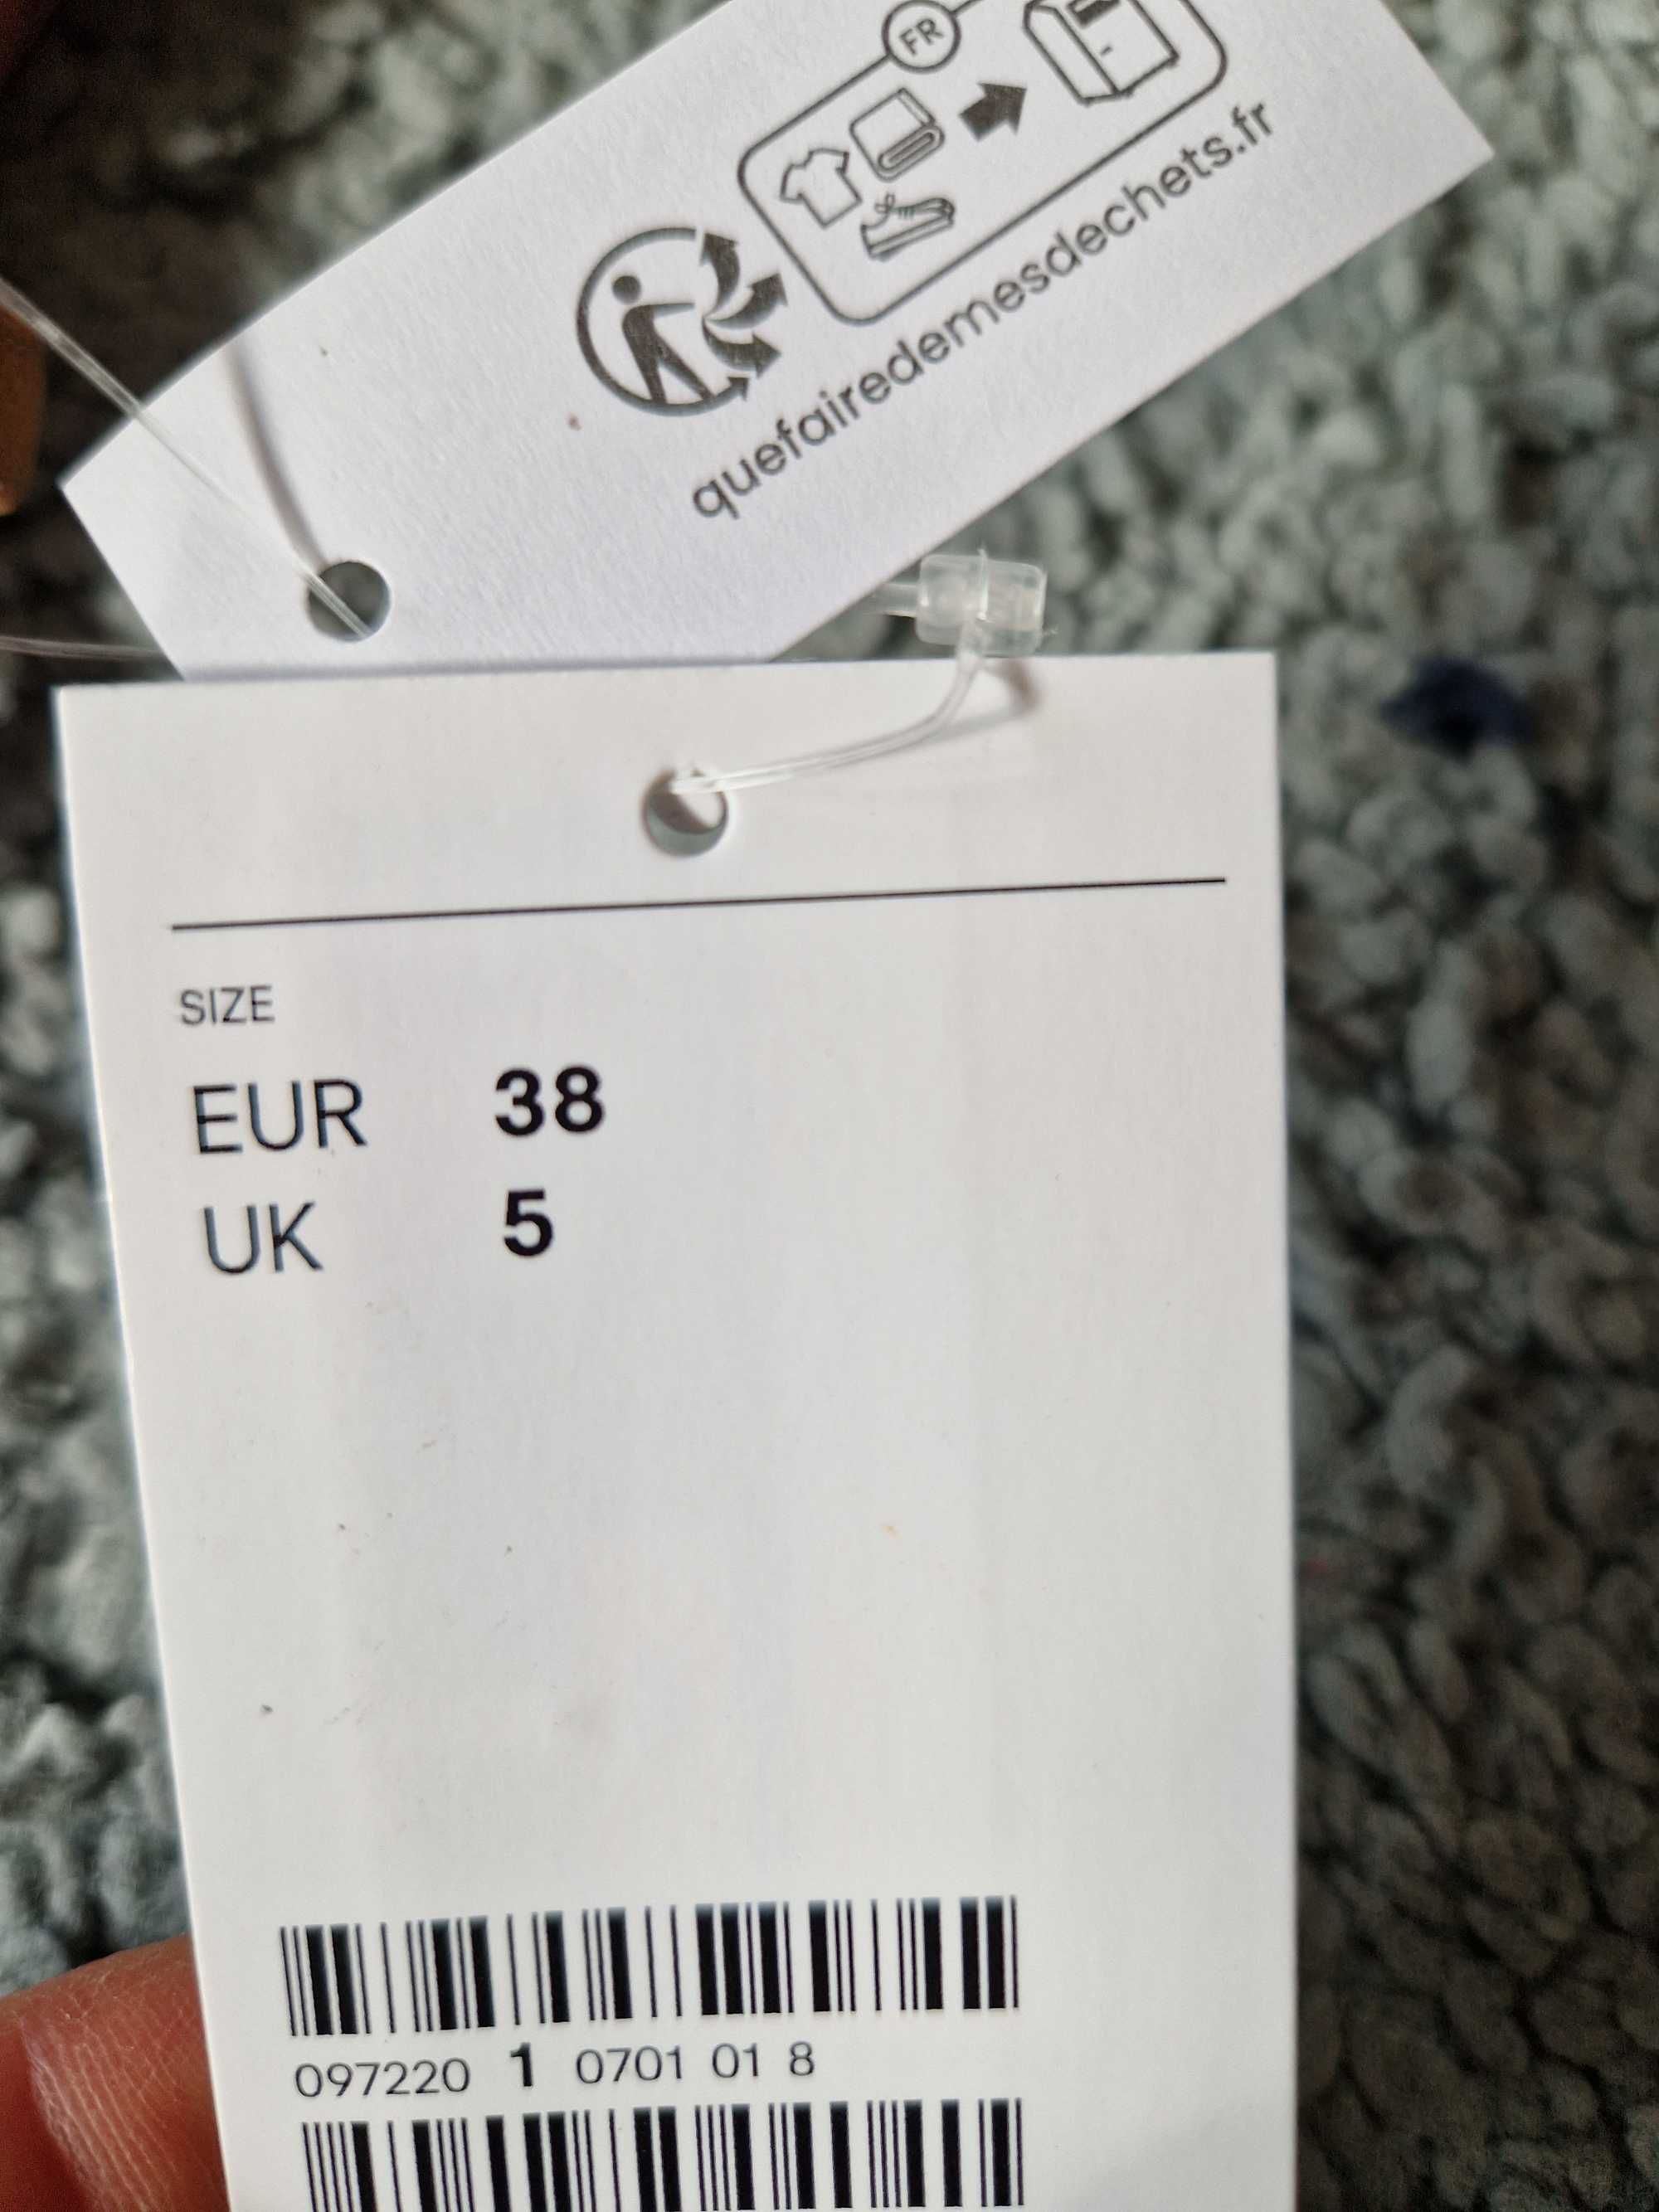 FR
quefairedemesdechets.fr
SIZE
EUR 38
UK 5
097220 1 0701 01 8